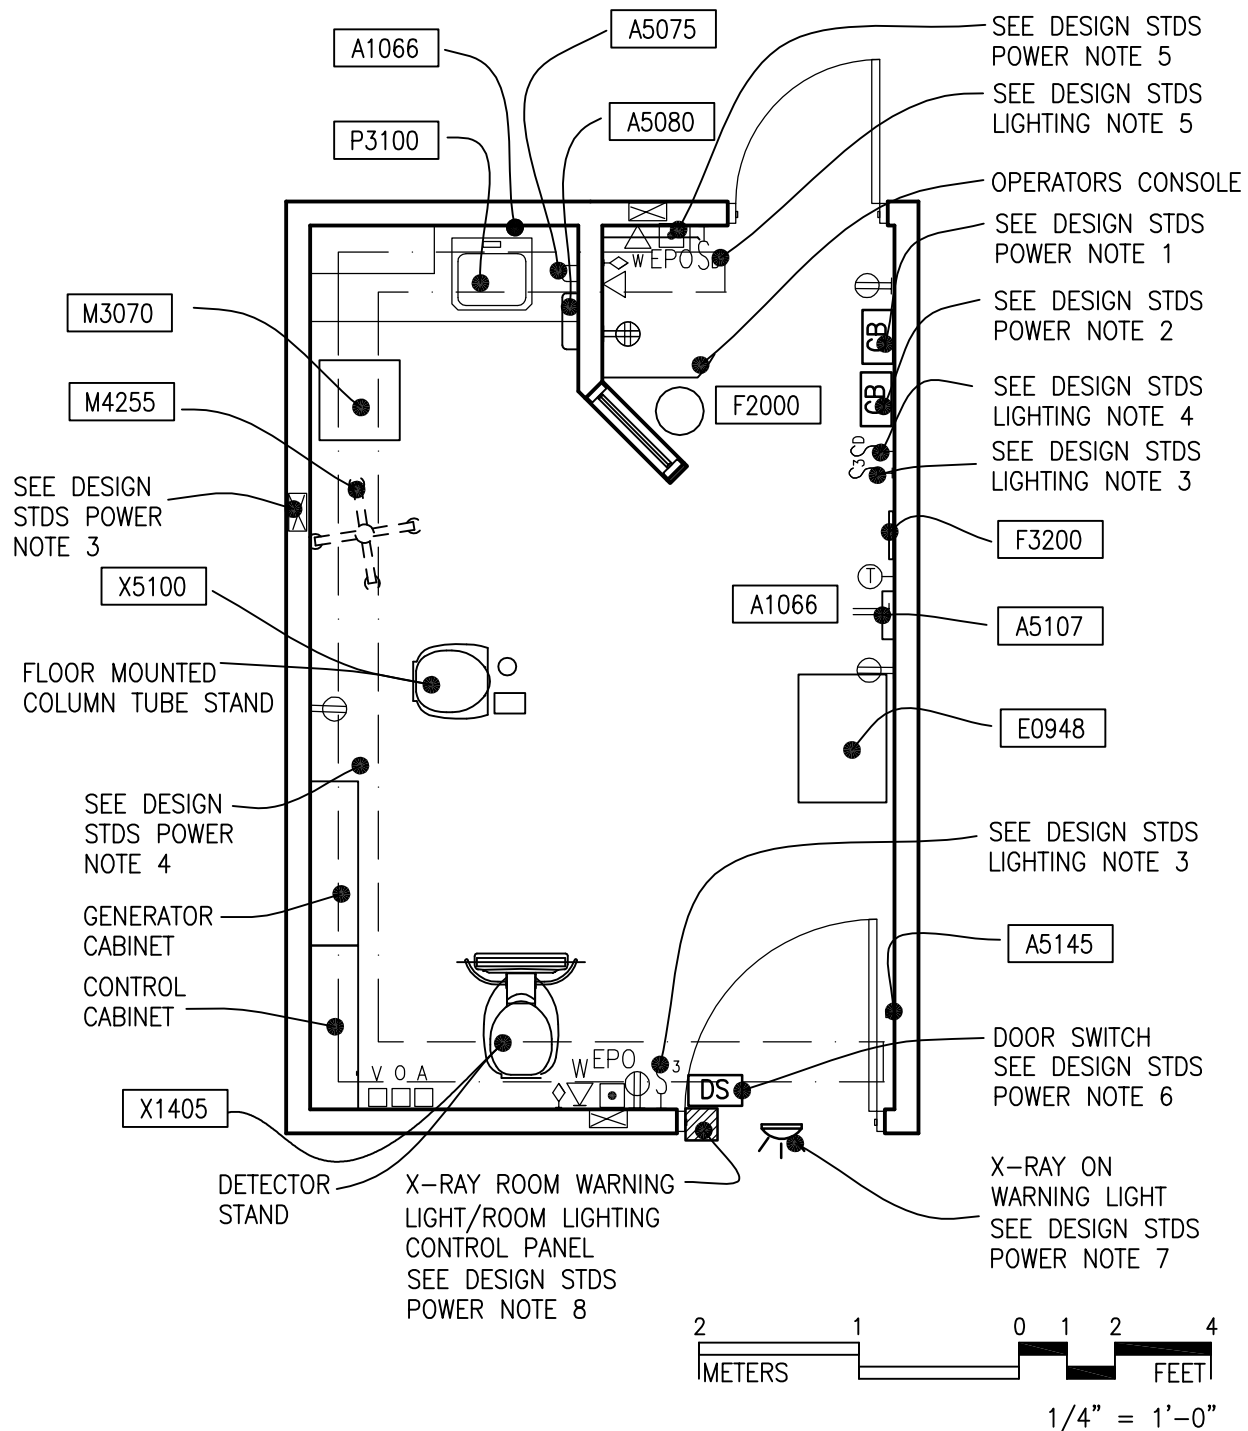 A1066
A5075
SEE DESIGN STDS
POWER NOTE 5
P3100
A5080
SEE DESIGN STDS
LIGHTING NOTE 5
OPERATORS CONSOLE
SEE DESIGN STDS
POWER NOTE 1
W EPO S D
M3070
SEE DESIGN STDS
POWER NOTE 2
CB
M4255
F2000
CB
SEE DESIGN STDS
LIGHTING NOTE 4
S D
S 3
SEE DESIGN STDS
LIGHTING NOTE 3
SEE DESIGN
STDS POWER
NOTE 3
F3200
X5100
T
A1066
A5107
FLOOR MOUNTED
COLUMN TUBE STAND
E0948
SEE DESIGN
STDS POWER
NOTE 4
SEE DESIGN STDS
LIGHTING NOTE 3
GENERATOR
CABINET
A5145
CONTROL
CABINET
DOOR SWITCH
SEE DESIGN STDS
POWER NOTE 6
V O A
W EPO
S 3
DS
X1405
DETECTOR
STAND
X-RAY ROOM WARNING
LIGHT/ROOM LIGHTING
CONTROL PANEL
SEE DESIGN STDS
POWER NOTE 8
X-RAY ON
WARNING LIGHT
SEE DESIGN STDS
POWER NOTE 7
2 1 0 1 2 4
METERS FEET
1/4" = 1'-0"